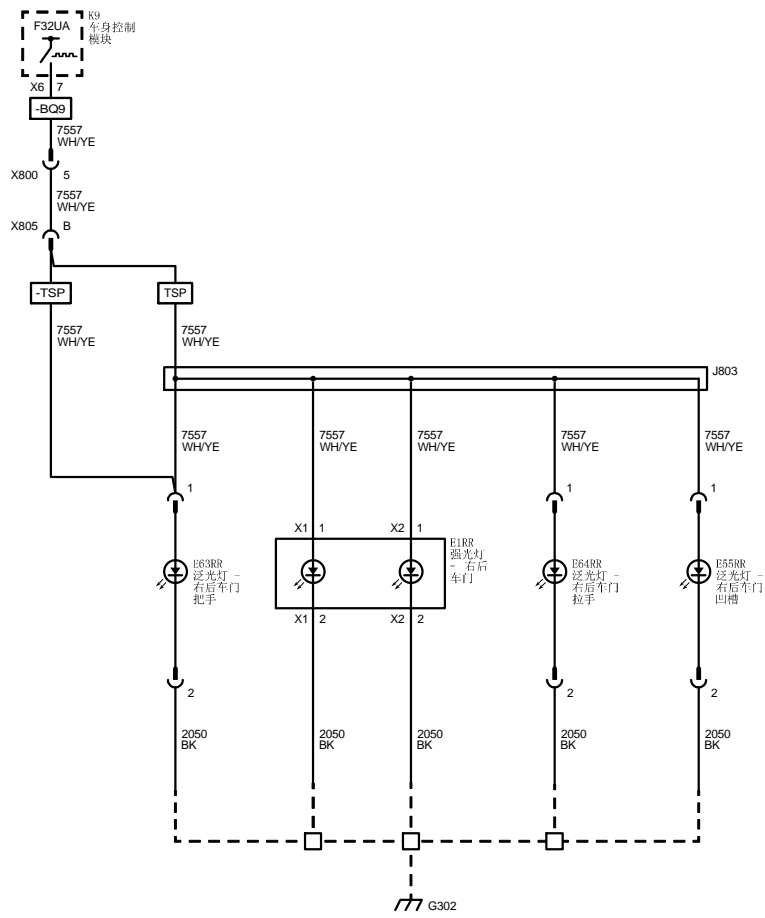 F32UA
K9
车身控制
模块
X6 7
-BQ9
7557
WH/YE
X800 5
7557
WH/YE
X805 B
-TSP
TSP
7557
WH/YE
7557
WH/YE
J803
7557
WH/YE
7557
WH/YE
7557
WH/YE
7557
WH/YE
7557
WH/YE
1
1
1
X1 1
X2 1
E1RR
强光灯
- 右后
车门
E63RR
泛光灯 -
右后车门
把手
E64RR
泛光灯 -
右后车门
拉手
E55RR
泛光灯 -
右后车门
凹槽
X1 2
X2 2
2
2
2
2050
BK
2050
BK
2050
BK
2050
BK
2050
BK
G302